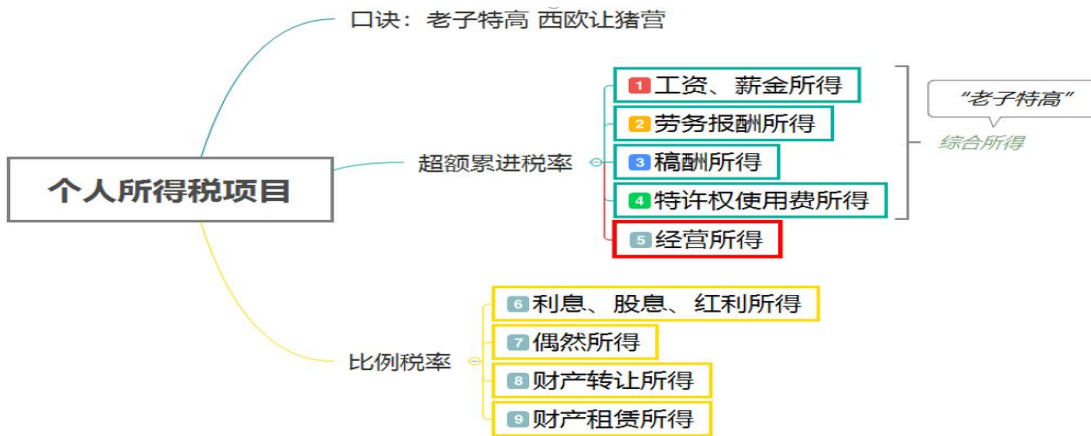 口诀：老子特高 西欧让猪营
1 工资、薪金所得
"老子特高"
2 劳务报酬所得
综合所得
超额累进税率
3 稿酬所得
个人所得税项目
4 特许权使用费所得
5 经营所得
6 利息、股息、红利所得
7 偶然所得
比例税率
8 财产转让所得
9 财产租赁所得